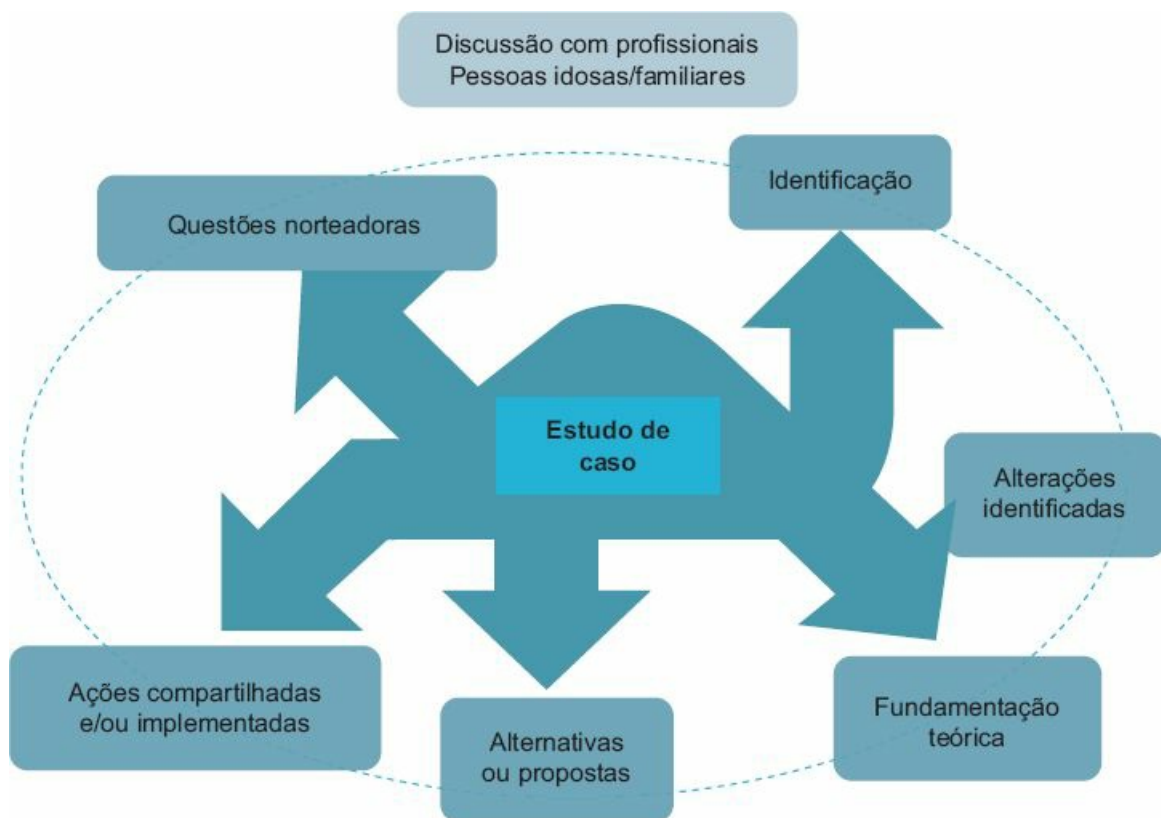 Discussão com profissionais
Pessoas idosas/familiares
Identificação
Questões norteadoras
Estudo de
caso
Alterações
identificadas
Ações compartilhadas
e/ou implementadas
Alternativas
ou propostas
Fundamentação
teórica